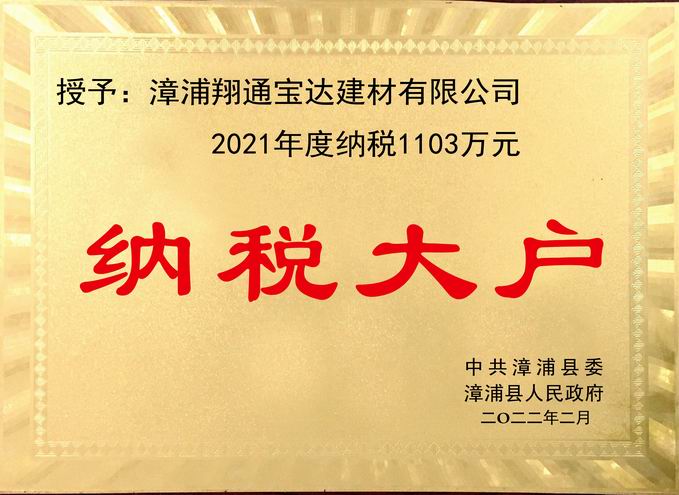 授予：漳浦翔通宝达建材有限公司
2021年度纳税1103万元
纳税大户
中共漳浦县委
漳浦县人民政府
二〇二二年二月